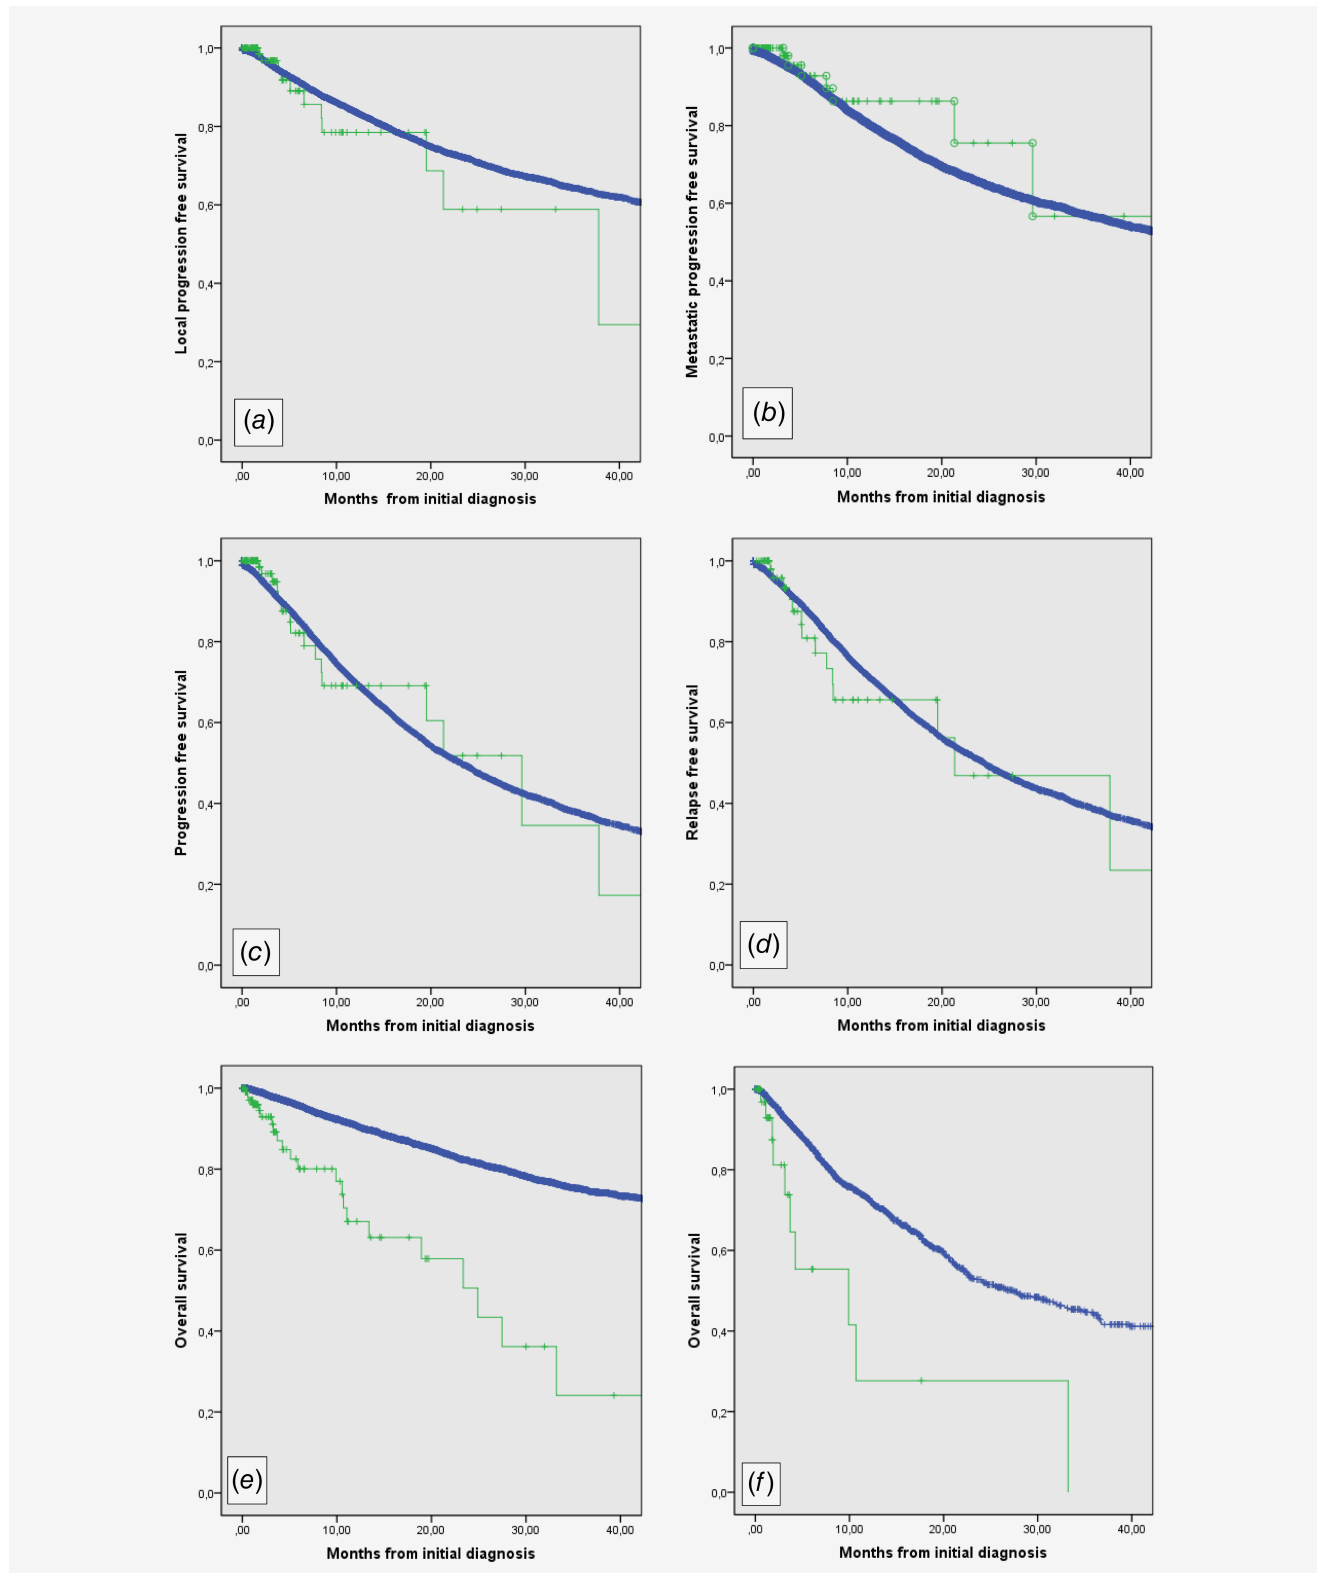 Local progression free survival
1,0
0,8
0,6
0,4
0,2
0,0
(a)
,00 10,00 20,00 30,00 40,00
Months from initial diagnosis
Metastatic progression free survival
1,0
0,8
0,6
0,4
0,2
0,0
(b)
,00 10,00 20,00 30,00 40,00
Months from initial diagnosis
Progression free survival
1,0
0,8
0,6
0,4
0,2
0,0
(c)
,00 10,00 20,00 30,00 40,00
Months from initial diagnosis
Relapse free survival
1,0
0,8
0,6
0,4
0,2
0,0
(d)
,00 10,00 20,00 30,00 40,00
Months from initial diagnosis
Overall survival
1,0
0,8
0,6
0,4
0,2
0,0
(e)
,00 10,00 20,00 30,00 40,00
Months from initial diagnosis
Overall survival
1,0
0,8
0,6
0,4
0,2
0,0
(f)
,00 10,00 20,00 30,00 40,00
Months from initial diagnosis